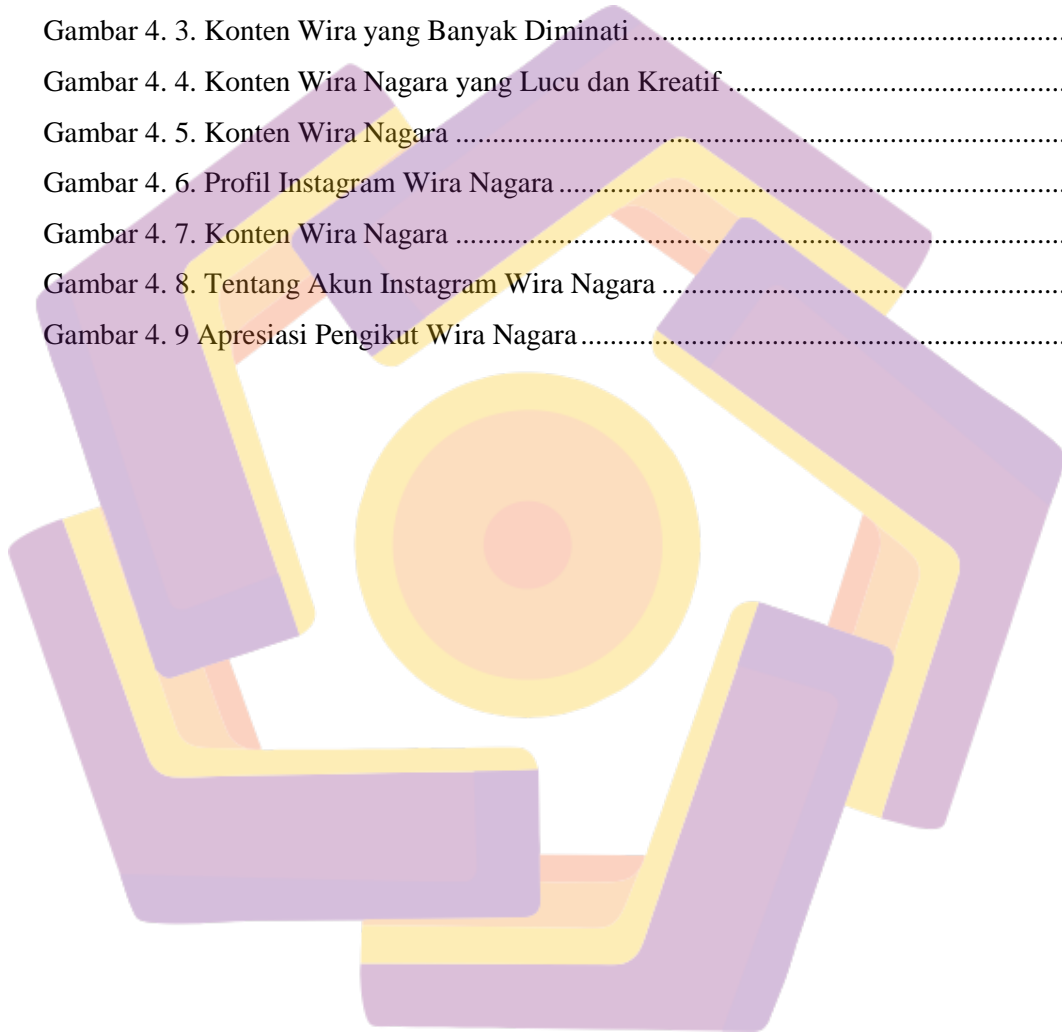 Gambar 4. 3. Konten Wira yang Banyak Diminati..........................................................
Gambar 4. 4. Konten Wira Nagara yang Lucu dan Kreatif ............................................
Gambar 4. 5. Konten Wira Nagara ..................................................................................
Gambar 4. 6. Profil Instagram Wira Nagara ....................................................................
Gambar 4. 7. Konten Wira Nagara ..................................................................................
Gambar 4. 8. Tentang Akun Instagram Wira Nagara ......................................................
Gambar 4. 9 Apresiasi Pengikut Wira Nagara.................................................................